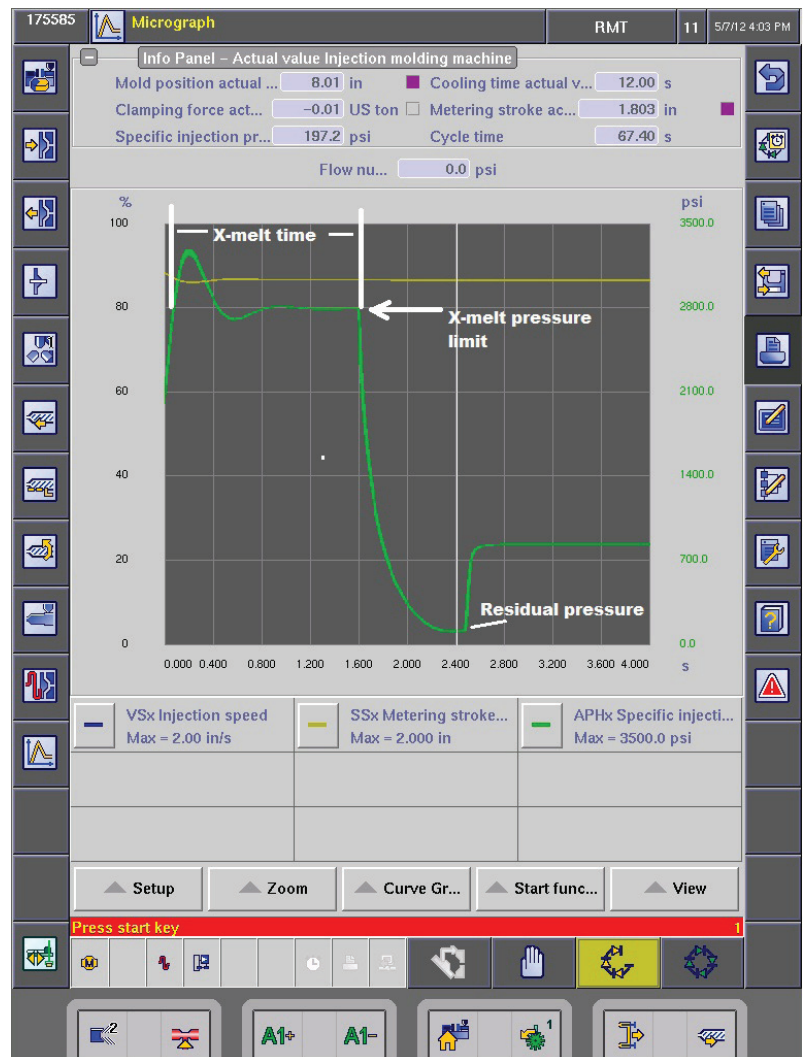 175585 Micrograph RMT 11 5/7/12 4:03 PM
Info Panel – Actual value Injection molding machine
Mold position actual ... 8.01 in Cooling time actual v... 12.00 s
Clamping force act... –0.01 US ton Metering stroke ac... 1.803 in
Specific injection pr... 197.2 psi Cycle time 67.40 s
Flow nu... 0.0 psi
% psi
100 3500.0
X-melt time
80 2800.0
X-melt pressure
limit
60 2100.0
40 1400.0
20 700.0
Residual pressure
0 0.0
0.000 0.400 0.800 1.200 1.600 2.000 2.400 2.800 3.200 3.600 4.000 s
VSx Injection speed SSx Metering stroke... APHx Specific injecti...
Max = 2.00 in/s Max = 2.000 in Max = 3500.0 psi
Setup Zoom Curve Gr... Start func... View
Press start key 1
M
2 A1+ A1– 1